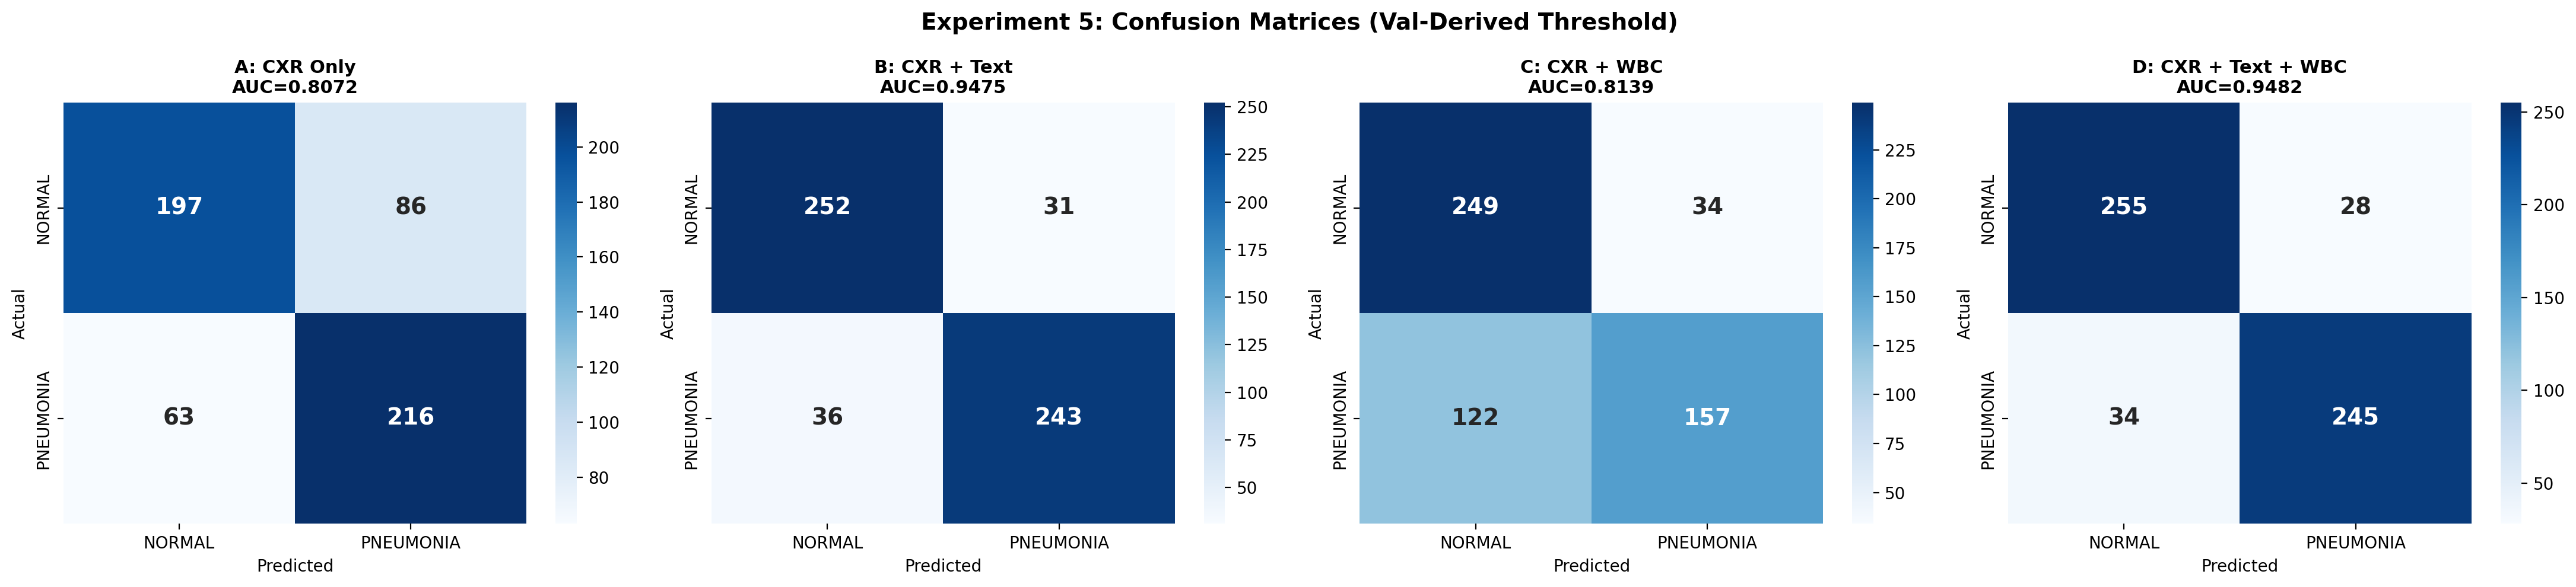 Experiment 5: Confusion Matrices (Val-Derived Threshold)
A: CXR Only
AUC=0.8072
NORMAL
PNEUMONIA
Actual
197
86
63
216
NORMAL
PNEUMONIA
Predicted
200
180
160
140
120
100
80
B: CXR + Text
AUC=0.9475
NORMAL
PNEUMONIA
Actual
252
31
36
243
NORMAL
PNEUMONIA
Predicted
250
225
200
175
150
125
100
75
50
C: CXR + WBC
AUC=0.8139
NORMAL
PNEUMONIA
Actual
249
34
122
157
NORMAL
PNEUMONIA
Predicted
225
200
175
150
125
100
75
50
D: CXR + Text + WBC
AUC=0.9482
NORMAL
PNEUMONIA
Actual
255
28
34
245
NORMAL
PNEUMONIA
Predicted
250
200
150
100
50